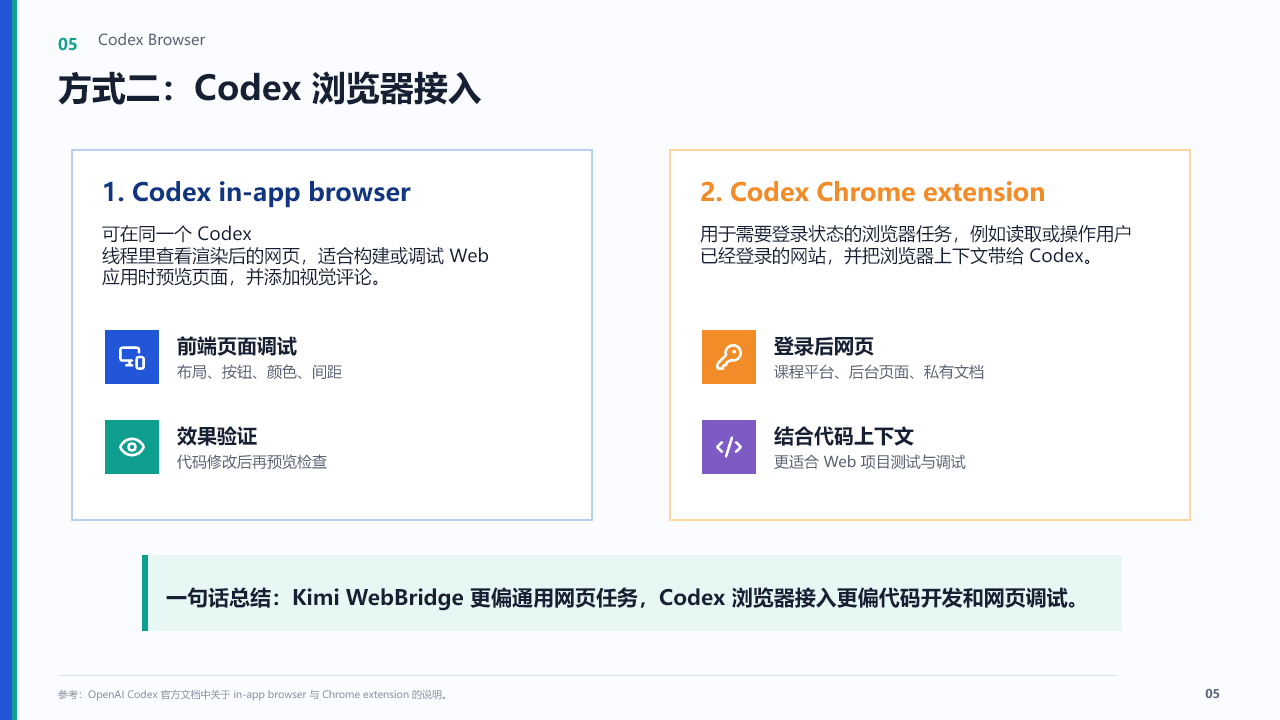 05 Codex Browser
方式二：Codex 浏览器接入
1. Codex in-app browser
可在同一个 Codex
线程里查看渲染后的网页，适合构建或调试 Web
应用时预览页面，并添加视觉评论。
前端页面调试
布局、按钮、颜色、间距
效果验证
代码修改后再预览检查
2. Codex Chrome extension
用于需要登录状态的浏览器任务，例如读取或操作用户
已经登录的网站，并把浏览器上下文带给 Codex。
登录后网页
课程平台、后台页面、私有文档
结合代码上下文
更适合 Web 项目测试与调试
一句话总结：Kimi WebBridge 更偏通用网页任务，Codex 浏览器接入更偏代码开发和网页调试。
参考：OpenAI Codex 官方文档中关于 in-app browser 与 Chrome extension 的说明。
05